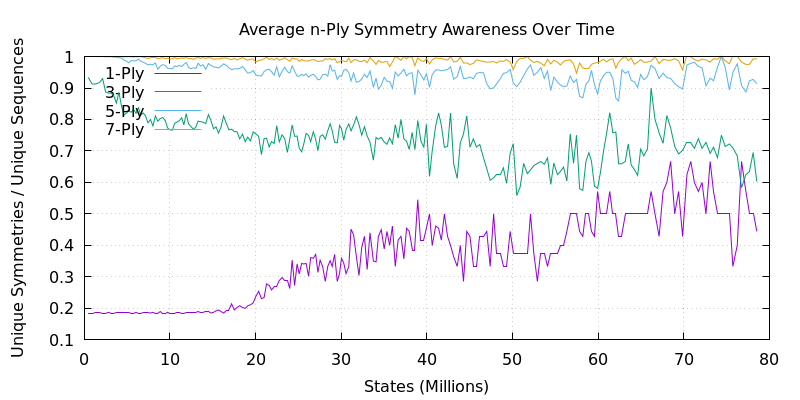 Average n-Ply Symmetry Awareness Over Time
Unique Symmetries / Unique Sequences
1
0.9
0.8
0.7
0.6
0.5
0.4
0.3
0.2
0.1
1-Ply
3-Ply
5-Ply
7-Ply
0 10 20 30 40 50 60 70 80
States (Millions)